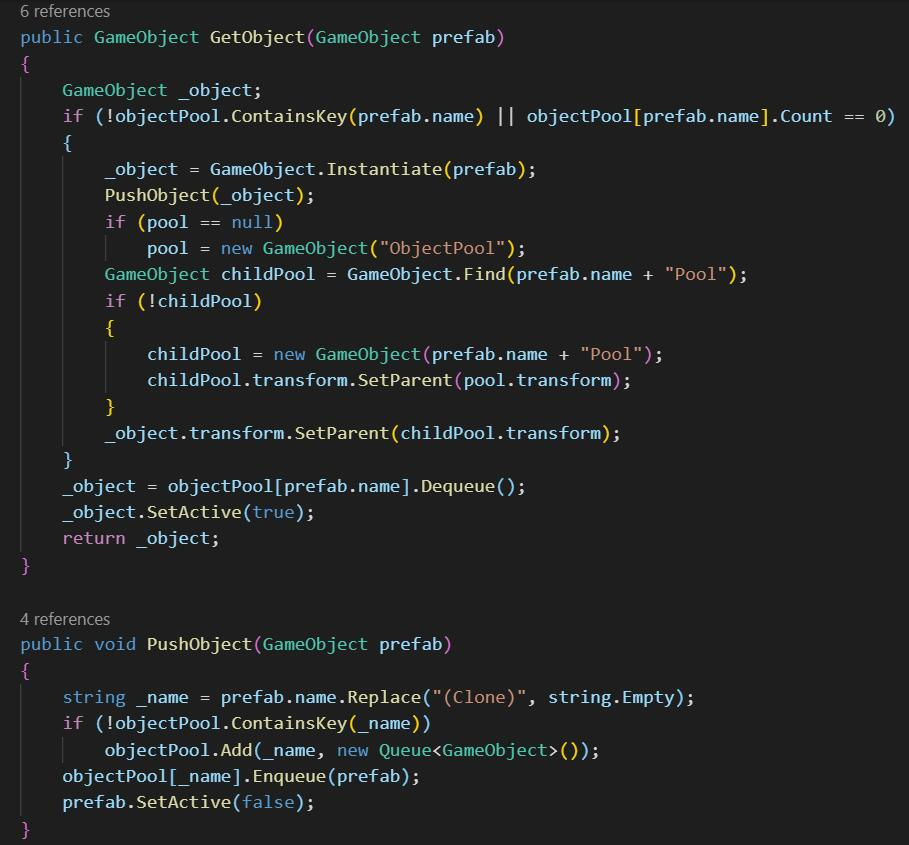 6 references
public GameObject GetObject(GameObject prefab)
{
    GameObject _object;
    if (!objectPool.ContainsKey(prefab.name) || objectPool[prefab.name].Count == 0)
    {
        _object = GameObject.Instantiate(prefab);
        PushObject(_object);
        if (pool == null)
            pool = new GameObject("ObjectPool");
        GameObject childPool = GameObject.Find(prefab.name + "Pool");
        if (!childPool)
        {
            childPool = new GameObject(prefab.name + "Pool");
            childPool.transform.SetParent(pool.transform);
        }
        _object.transform.SetParent(childPool.transform);
    }
    _object = objectPool[prefab.name].Dequeue();
    _object.SetActive(true);
    return _object;
}
4 references
public void PushObject(GameObject prefab)
{
    string _name = prefab.name.Replace("(Clone)", string.Empty);
    if (!objectPool.ContainsKey(_name))
        objectPool.Add(_name, new Queue<GameObject>());
    objectPool[_name].Enqueue(prefab);
    prefab.SetActive(false);
}